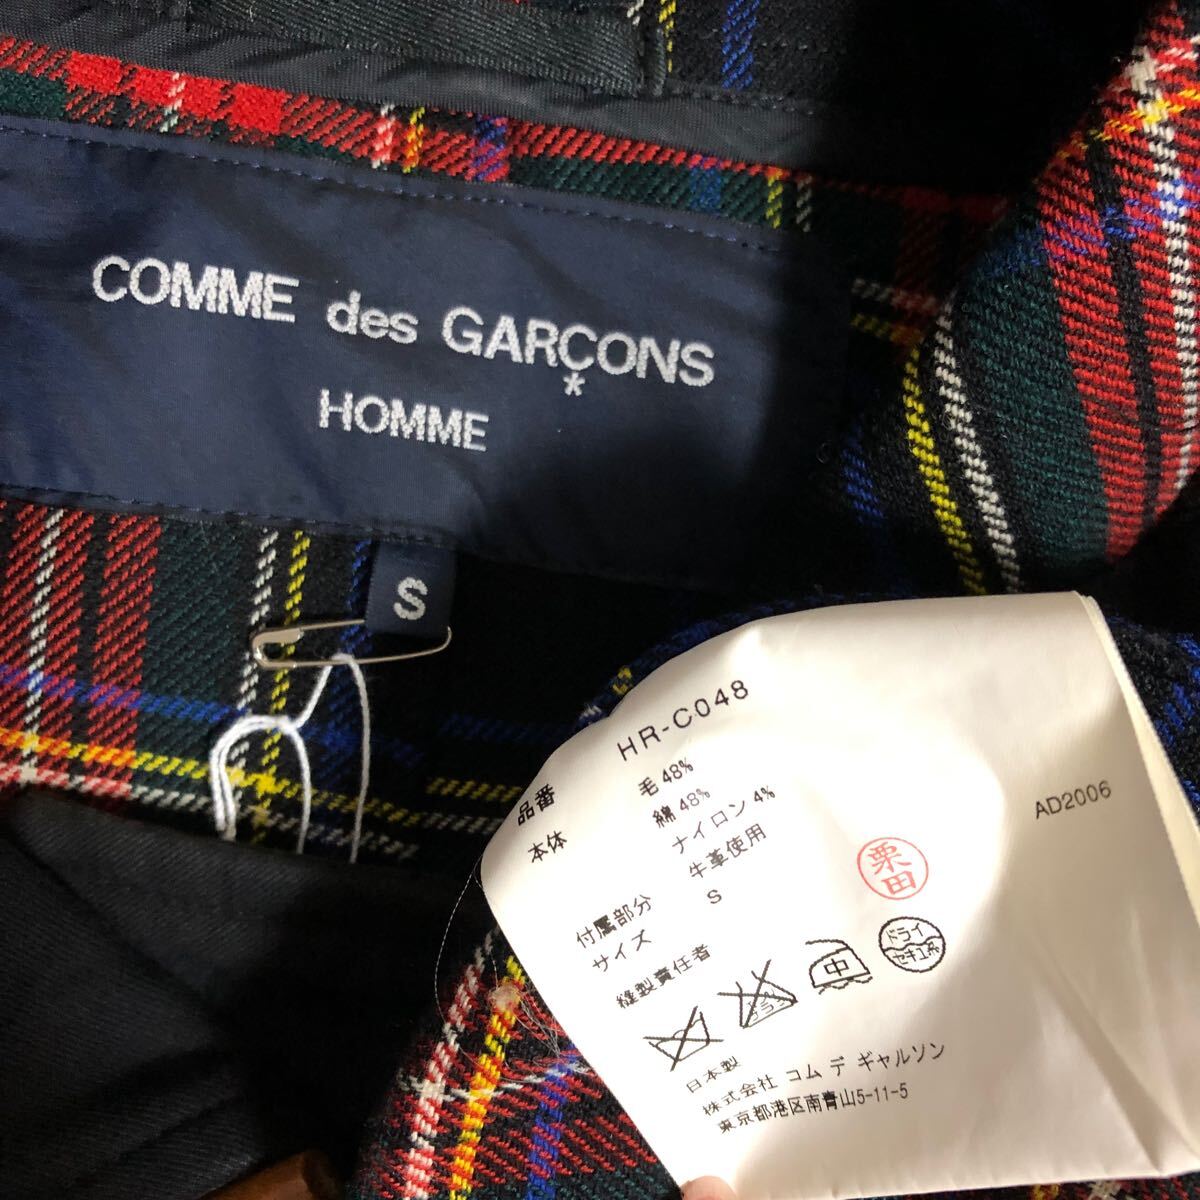 COMME des GARÇONS
*
HOMME
S
品番 HR-C048
本体 毛 48%
綿 48%
ナイロン 4%
付属部分 牛革使用
サイズ S
縫製責任者
栗田
AD2006
中
ドライ
セキユ系
日本製
株式会社 コム デ ギャルソン
東京都港区南青山5-11-5